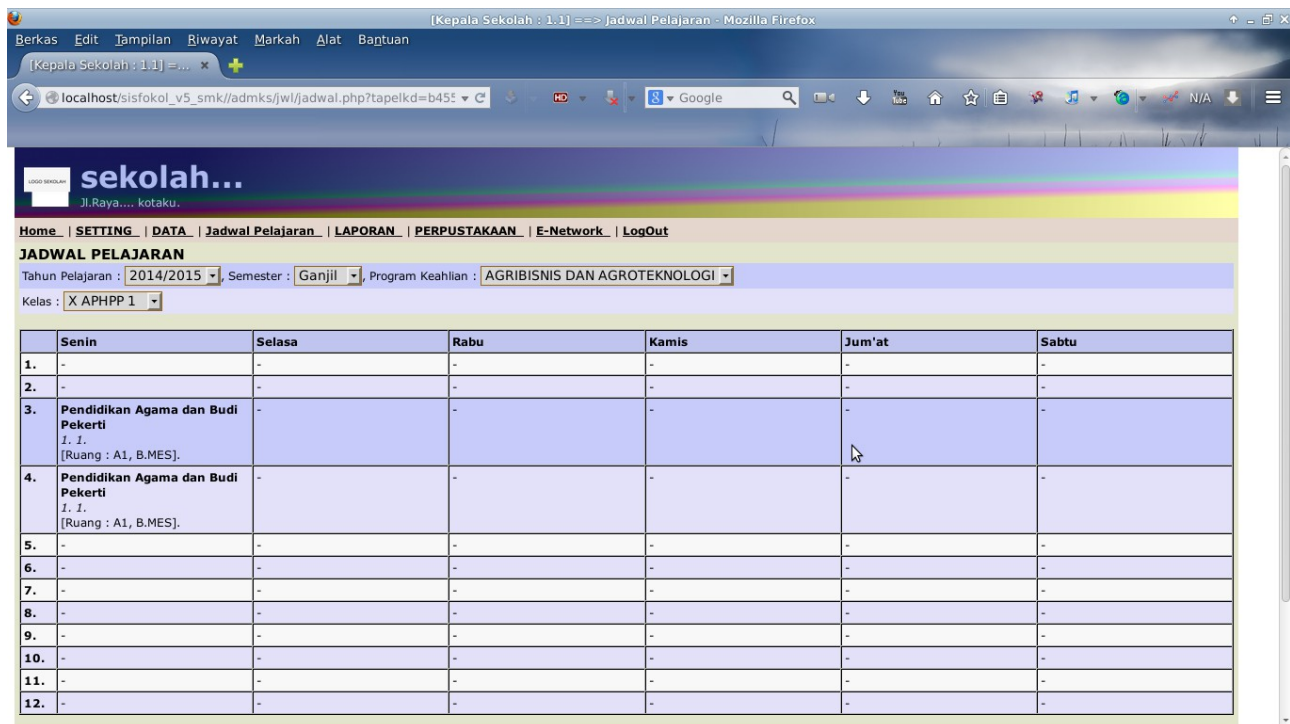 [Kepala Sekolah : 1.1] ==> Jadwal Pelajaran - Mozilla Firefox
Berkas Edit Tampilan Riwayat Markah Alat Bantuan
[Kepala Sekolah : 1.1] =...
localhost/sisfokol_v5_smk//admks/jwl/jadwal.php?tapelkd=b455 HD Google You Tube N/A
LOGO SEKOLAH
sekolah...
Jl.Raya.... kotaku.
Home | SETTING | DATA | Jadwal Pelajaran | LAPORAN | PERPUSTAKAAN | E-Network | LogOut
JADWAL PELAJARAN
Tahun Pelajaran : 2014/2015 , Semester : Ganjil , Program Keahlian : AGRIBISNIS DAN AGROTEKNOLOGI
Kelas : X APHPP 1
Senin Selasa Rabu Kamis Jum'at Sabtu
1. - - - - - -
2. - - - - - -
3. Pendidikan Agama dan Budi - - - - -
Pekerti
1. 1.
[Ruang : A1, B.MES].
4. Pendidikan Agama dan Budi - - - - -
Pekerti
1. 1.
[Ruang : A1, B.MES].
5. - - - - - -
6. - - - - - -
7. - - - - - -
8. - - - - - -
9. - - - - - -
10. - - - - - -
11. - - - - - -
12. - - - - - -